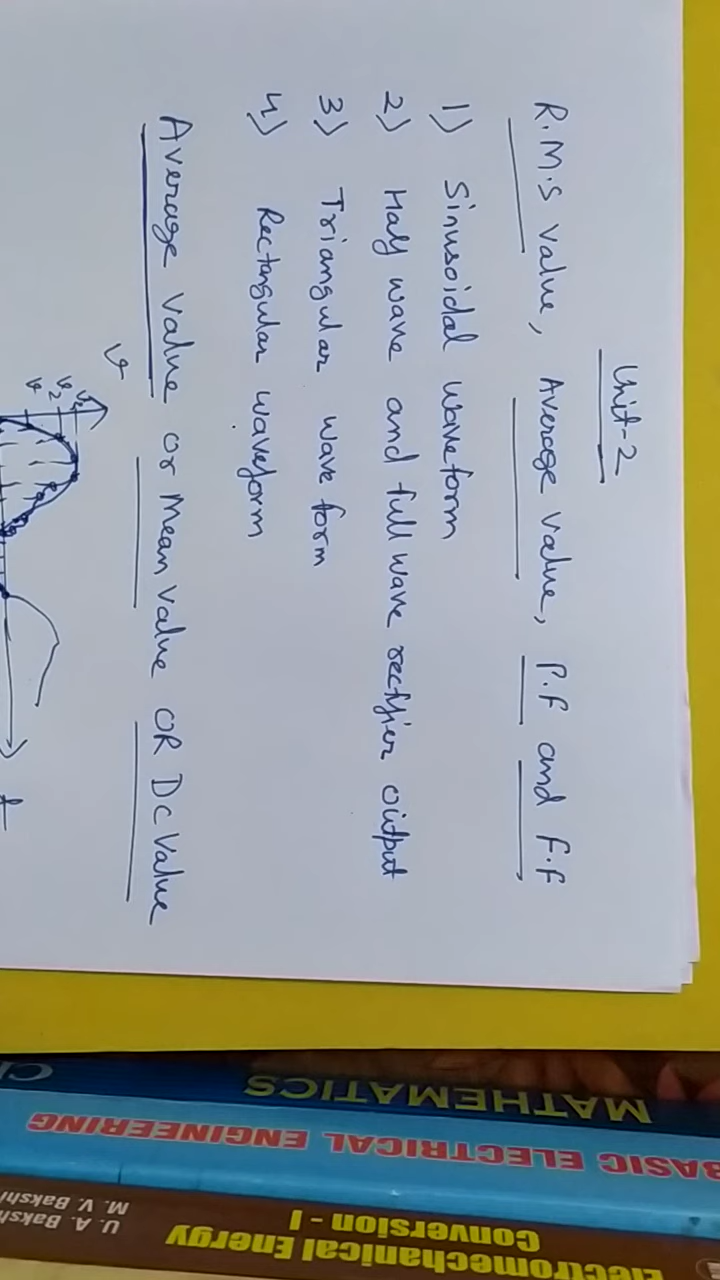 Unit-2
R.M.S value, Average value, P.F and F.F
1) Sinusoidal waveform
2) Half wave and full wave rectifier output
3) Triangular wave form
4) Rectangular waveform
Average value or Mean value OR Dc value
v
v3
v2
t
MATHEMATICS
BASIC ELECTRICAL ENGINEERING
Electromechanical Energy
Conversion - I
U. A. Bakshi
M. V. Bakshi